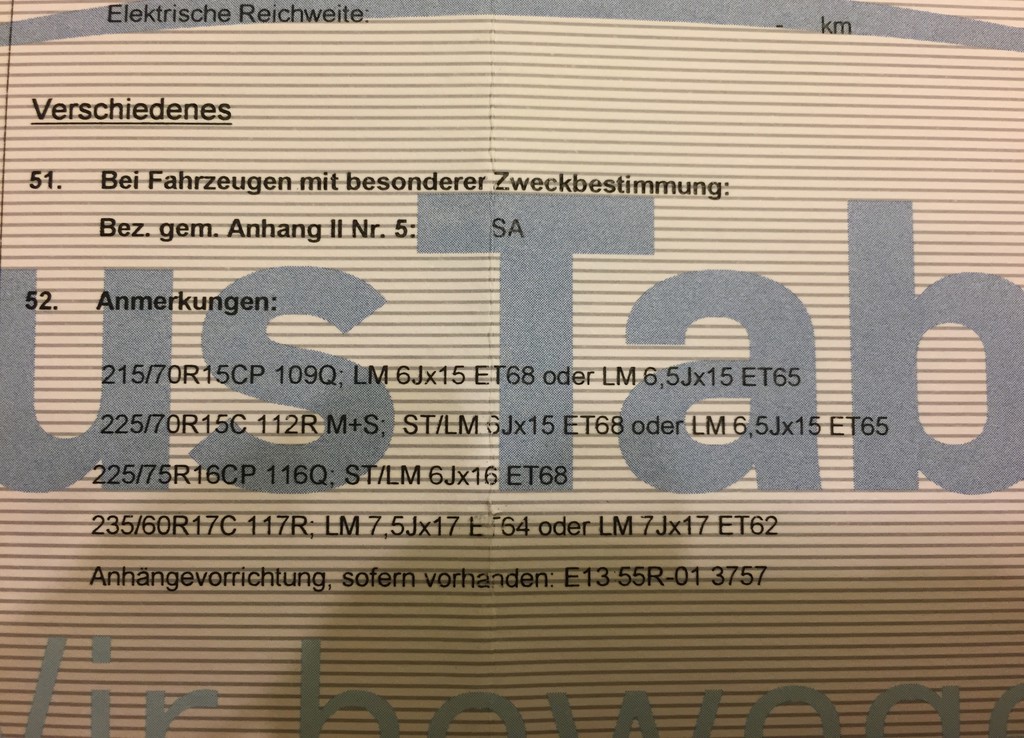 Elektrische Reichweite: - km
Verschiedenes
51. Bei Fahrzeugen mit besonderer Zweckbestimmung:
Bez. gem. Anhang II Nr. 5: SA
usTab
52. Anmerkungen:
215/70R15CP 109Q; LM 6Jx15 ET68 oder LM 6,5Jx15 ET65
225/70R15C 112R M+S; ST/LM 6Jx15 ET68 oder LM 6,5Jx15 ET65
225/75R16CP 116Q; ST/LM 6Jx16 ET68
235/60R17C 117R; LM 7,5Jx17 ET64 oder LM 7Jx17 ET62
Anhängevorrichtung, sofern vorhanden: E13 55R-01 3757